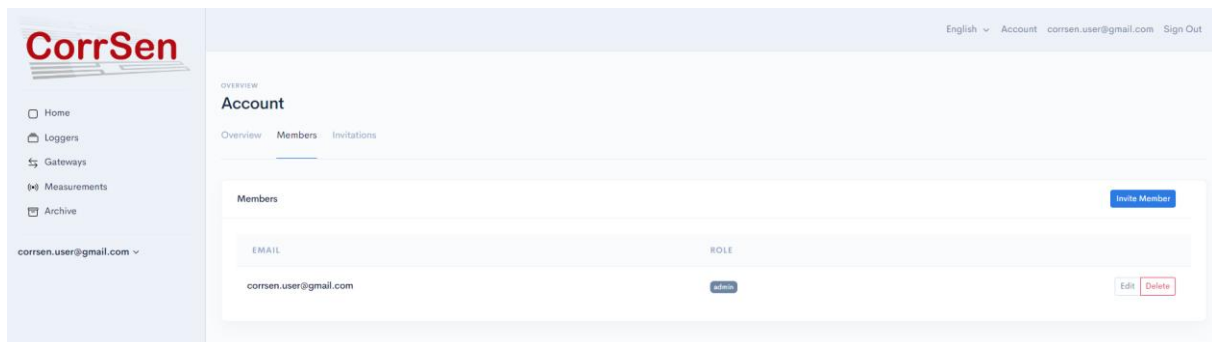 CorrSen
English Account corrsen.user@gmail.com Sign Out
Home
Loggers
Gateways
Measurements
Archive
corrsen.user@gmail.com
OVERVIEW
Account
Overview Members Invitations
Members Invite Member
EMAIL ROLE
corrsen.user@gmail.com admin Edit Delete